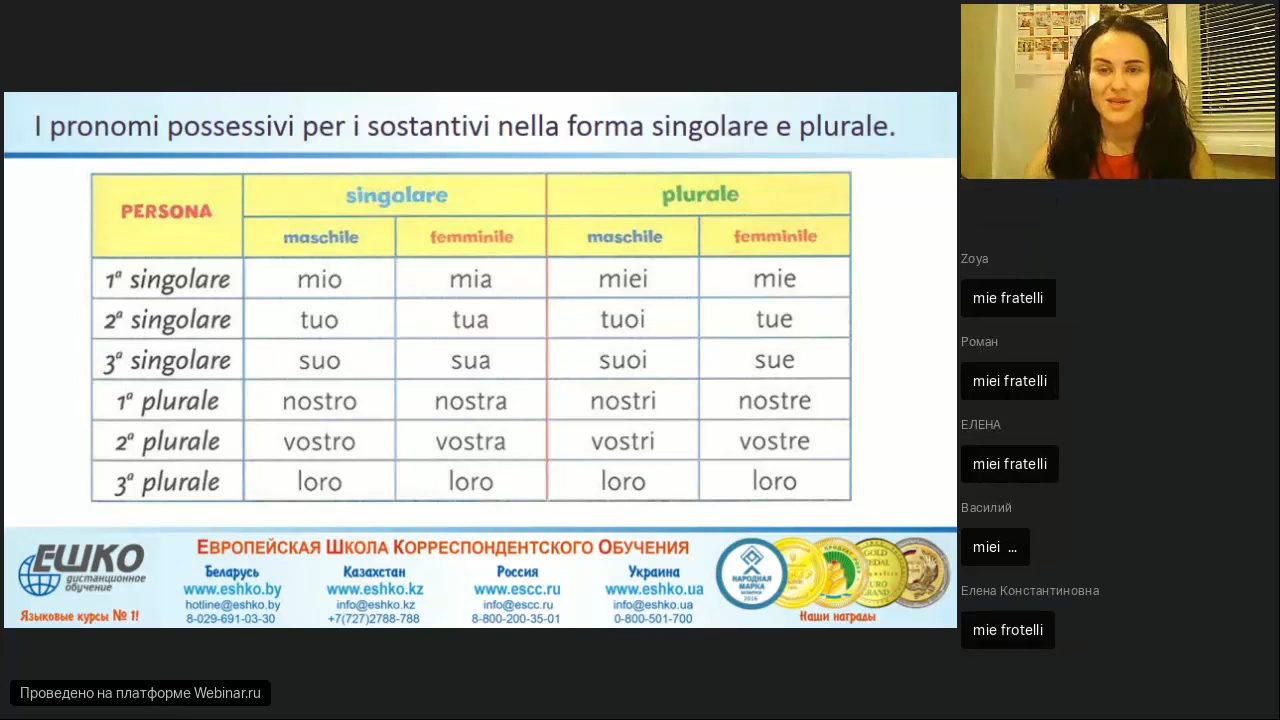 I pronomi possessivi per i sostantivi nella forma singolare e plurale.
PERSONA singolare plurale
maschile femminile maschile femminile
1ª singolare mio mia miei mie
2ª singolare tuo tua tuoi tue
3ª singolare suo sua suoi sue
1ª plurale nostro nostra nostri nostre
2ª plurale vostro vostra vostri vostre
3ª plurale loro loro loro loro
ЕШКО
дистанционное
обучение
Языковые курсы № 1!
ЕВРОПЕЙСКАЯ ШКОЛА КОРРЕСПОНДЕНТСКОГО ОБУЧЕНИЯ
Беларусь
www.eshko.by
hotline@eshko.by
8-029-691-03-30
Казахстан
www.eshko.kz
info@eshko.kz
+7(727)2788-788
Россия
www.escc.ru
info@escc.ru
8-800-200-35-01
Украина
www.eshko.ua
info@eshko.ua
0-800-501-700
НАРОДНАЯ
МАРКА
GOLD
MEDAL
EURO
GRAND
Наши награды
Zoya
mie fratelli
Роман
miei fratelli
ЕЛЕНА
miei fratelli
Василий
miei ...
Елена Константиновна
mie frotelli
Проведено на платформе Webinar.ru